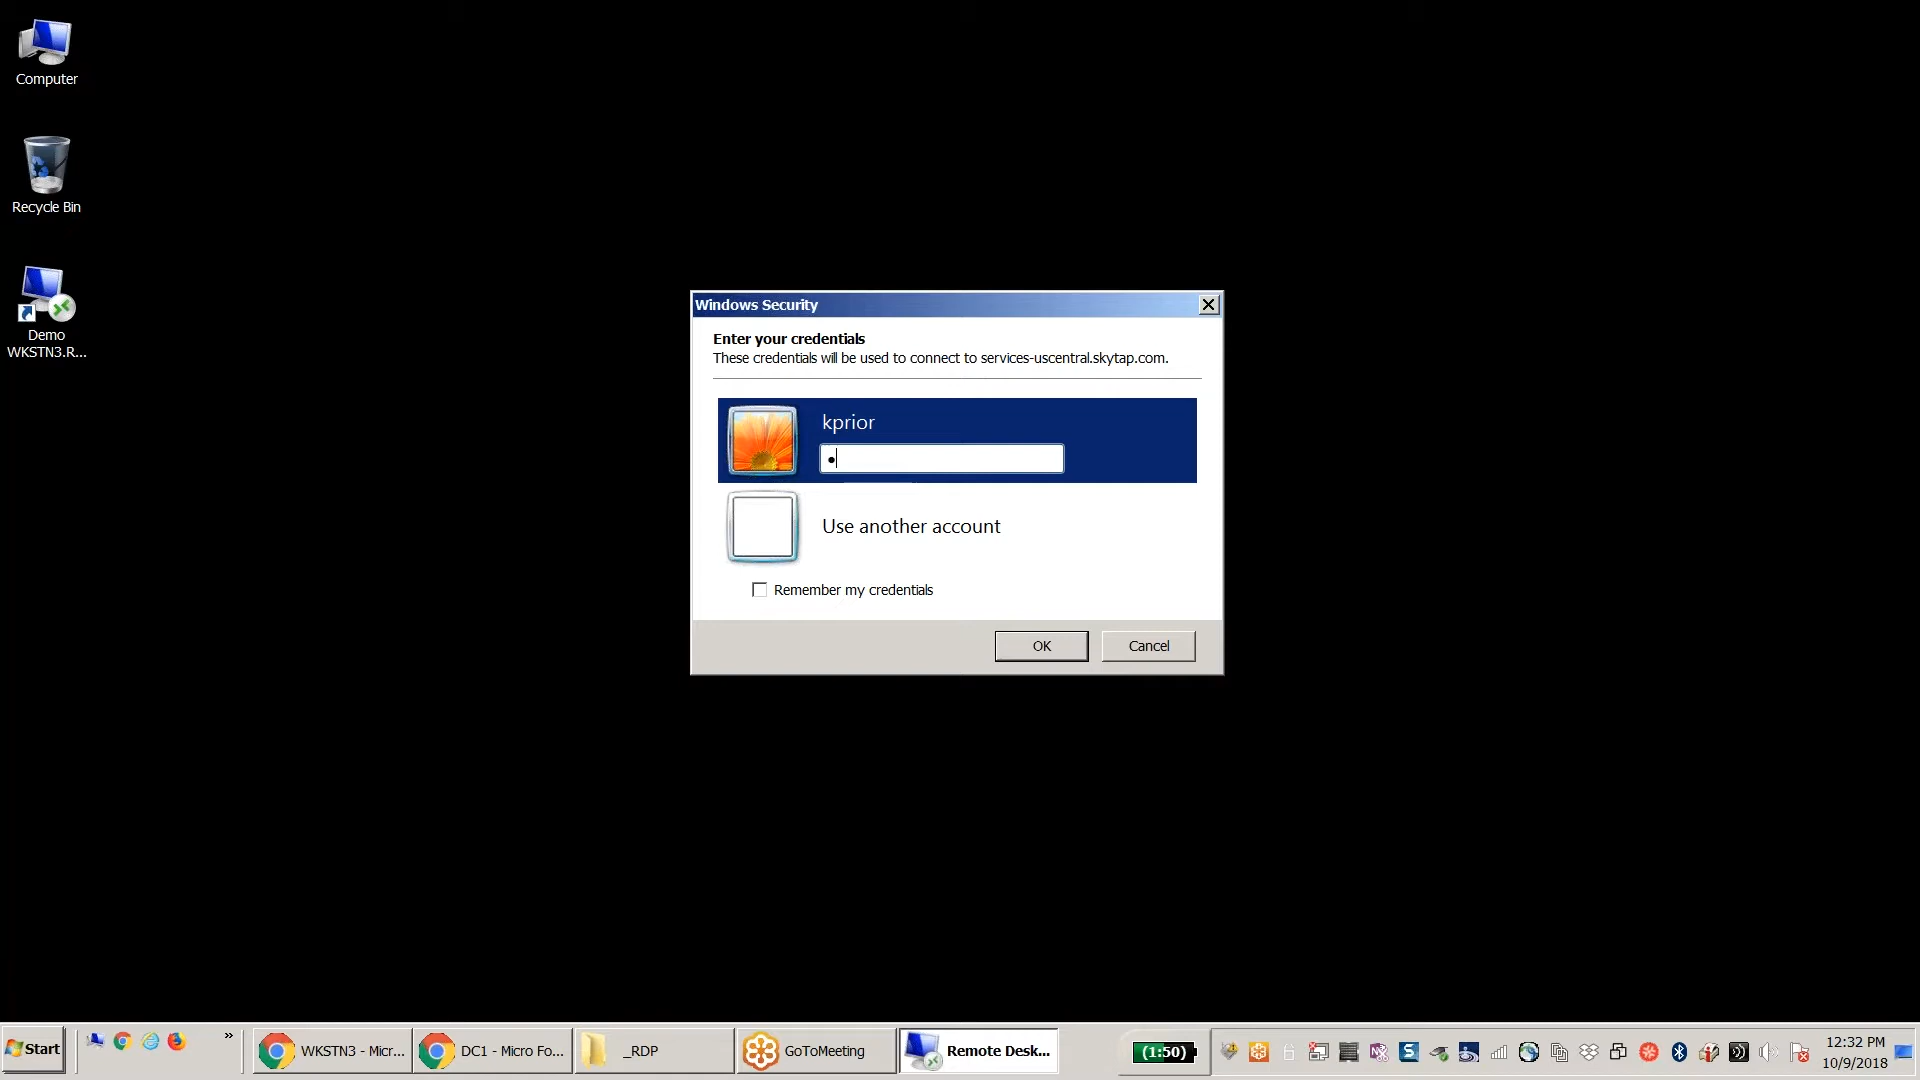 Computer
Recycle Bin
Demo
WKSTN3.R...
Windows Security
Enter your credentials
These credentials will be used to connect to services-uscentral.skytap.com.
kprior
Use another account
Remember my credentials
OK
Cancel
Start
»
WKSTN3 - Micr...
DC1 - Micro Fo...
_RDP
GoToMeeting
Remote Desk...
(1:50)
12:32 PM
10/9/2018